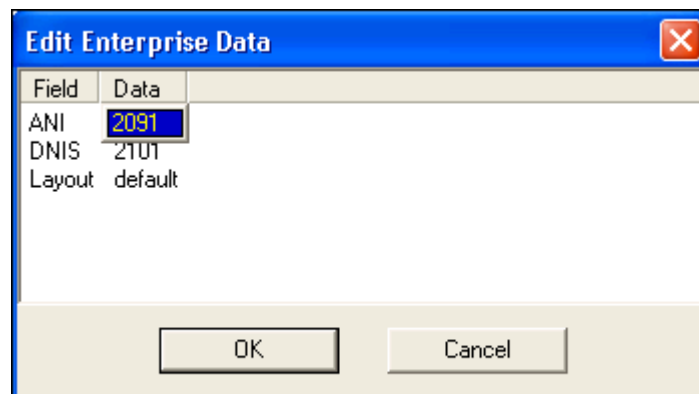 Edit Enterprise Data
Field Data
ANI 2091
DNIS 2101
Layout default
OK Cancel